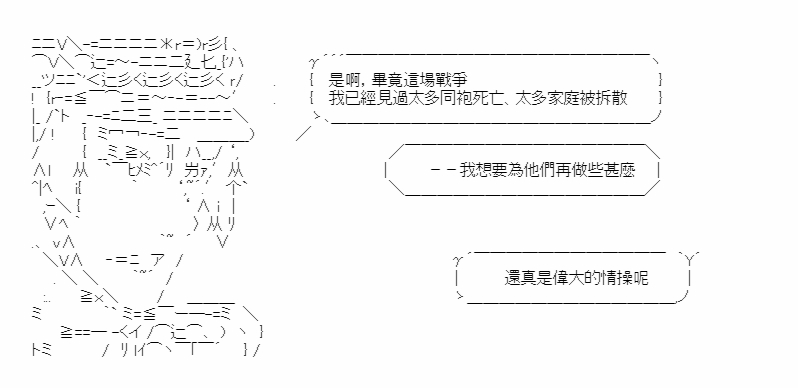 是啊，畢竟這場戰爭
我已經見過太多同袍死亡、太多家庭被拆散
－－我想要為他們再做些甚麼
還真是偉大的情操呢